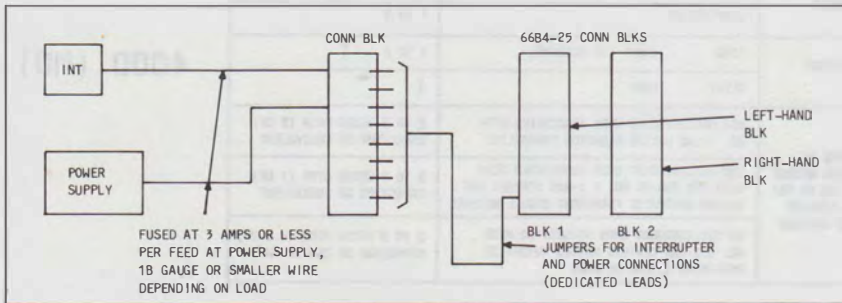 CONN BLK
66B4-25 CONN BLKS
INT
POWER
SUPPLY
LEFT-HAND
BLK
RIGHT-HAND
BLK
BLK 1
BLK 2
FUSED AT 3 AMPS OR LESS
PER FEED AT POWER SUPPLY,
18 GAUGE OR SMALLER WIRE
DEPENDING ON LOAD
JUMPERS FOR INTERRUPTER
AND POWER CONNECTIONS
(DEDICATED LEADS)